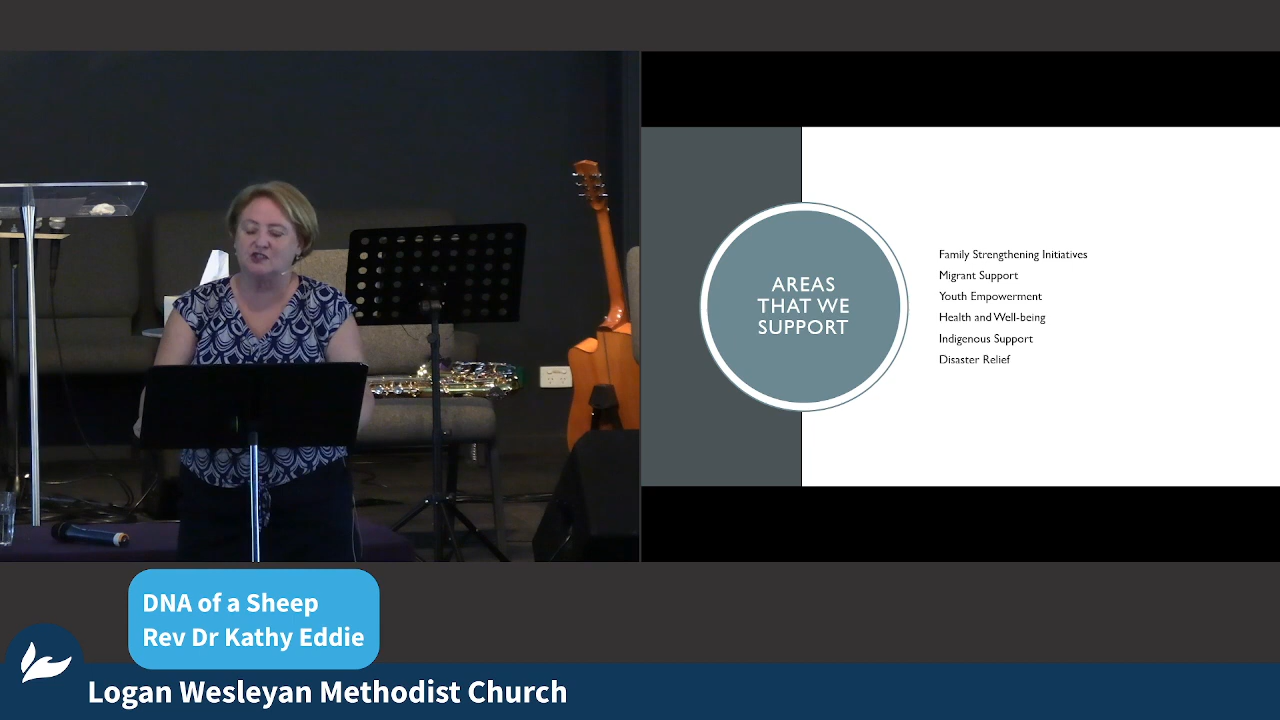 AREAS
THAT WE
SUPPORT
Family Strengthening Initiatives
Migrant Support
Youth Empowerment
Health and Well-being
Indigenous Support
Disaster Relief
DNA of a Sheep
Rev Dr Kathy Eddie
Logan Wesleyan Methodist Church